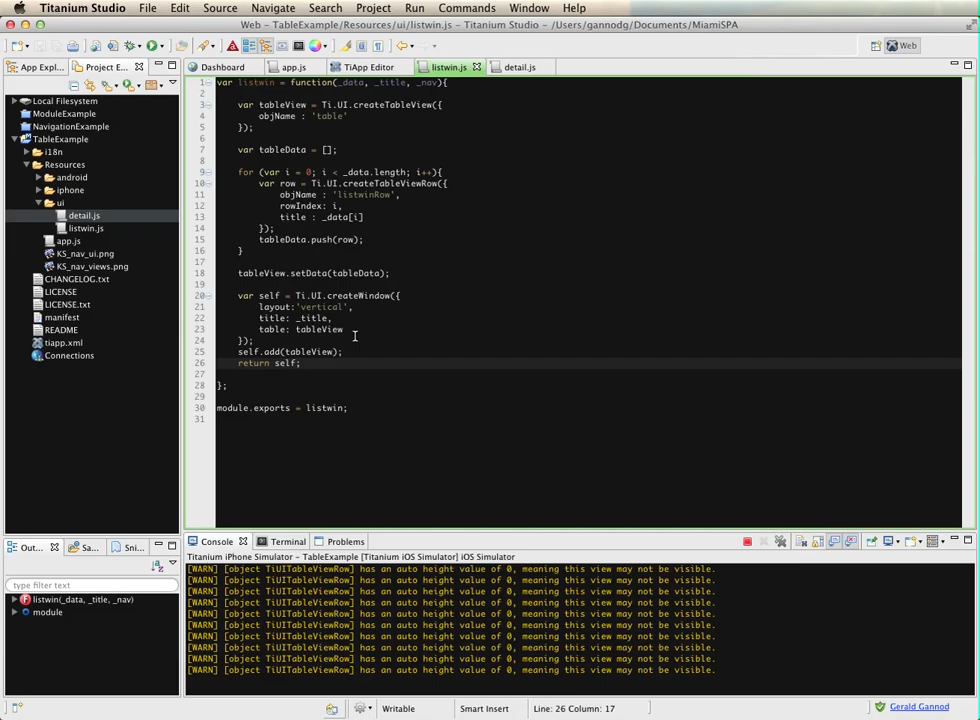 Titanium Studio File Edit Source Navigate Search Project Run Commands Window Help
Web - TableExample/Resources/ui/listwin.js - Titanium Studio - /Users/gannodg/Documents/MiamiSPA
Web
App Expl... Project E...
Dashboard app.js TiApp Editor listwin.js detail.js
Local Filesystem
ModuleExample
NavigationExample
TableExample
i18n
Resources
android
iphone
ui
detail.js
listwin.js
app.js
KS_nav_ui.png
KS_nav_views.png
CHANGELOG.txt
LICENSE
LICENSE.txt
manifest
README
tiapp.xml
Connections
1 var listwin = function(_data, _title, _nav){
2
3 var tableView = Ti.UI.createTableView({
4 objName : 'table'
5 });
6
7 var tableData = [];
8
9 for (var i = 0; i < _data.length; i++){
10 var row = Ti.UI.createTableViewRow({
11 objName : 'listwinRow',
12 rowIndex: i,
13 title : _data[i]
14 });
15 tableData.push(row);
16 }
17
18 tableView.setData(tableData);
19
20 var self = Ti.UI.createWindow({
21 layout:'vertical',
22 title: _title,
23 table: tableView
24 });
25 self.add(tableView);
26 return self;
27
28 };
29
30 module.exports = listwin;
31
Out... Sa... Sni...
type filter text
listwin(_data, _title, _nav)
module
Console Terminal Problems
Titanium iPhone Simulator - TableExample [Titanium iOS Simulator] iOS Simulator
[WARN] [object TiUITableViewRow] has an auto height value of 0, meaning this view may not be visible.
[WARN] [object TiUITableViewRow] has an auto height value of 0, meaning this view may not be visible.
[WARN] [object TiUITableViewRow] has an auto height value of 0, meaning this view may not be visible.
[WARN] [object TiUITableViewRow] has an auto height value of 0, meaning this view may not be visible.
[WARN] [object TiUITableViewRow] has an auto height value of 0, meaning this view may not be visible.
[WARN] [object TiUITableViewRow] has an auto height value of 0, meaning this view may not be visible.
[WARN] [object TiUITableViewRow] has an auto height value of 0, meaning this view may not be visible.
[WARN] [object TiUITableViewRow] has an auto height value of 0, meaning this view may not be visible.
[WARN] [object TiUITableViewRow] has an auto height value of 0, meaning this view may not be visible.
[WARN] [object TiUITableViewRow] has an auto height value of 0, meaning this view may not be visible.
Writable Smart Insert Line: 26 Column: 17 Gerald Gannod